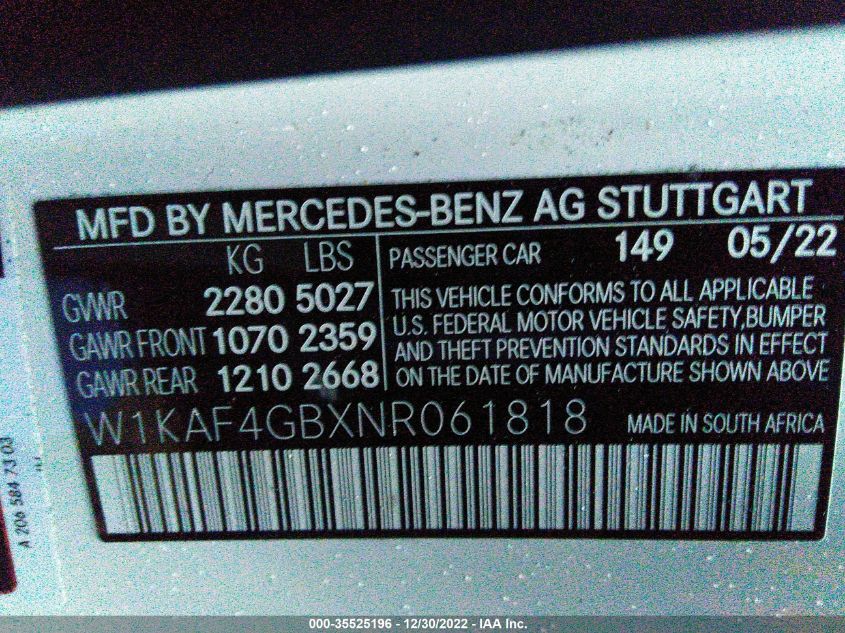 MFD BY MERCEDES-BENZ AG STUTTGART
KG LBS
GVWR 2280 5027
GAWR FRONT 1070 2359
GAWR REAR 1210 2668
PASSENGER CAR 149 05/22
THIS VEHICLE CONFORMS TO ALL APPLICABLE
U.S. FEDERAL MOTOR VEHICLE SAFETY,BUMPER
AND THEFT PREVENTION STANDARDS IN EFFECT
ON THE DATE OF MANUFACTURE SHOWN ABOVE
W1KAF4GBXNR061818 MADE IN SOUTH AFRICA
A 206 584 73 03
000-35525196 - 12/30/2022 - IAA Inc.